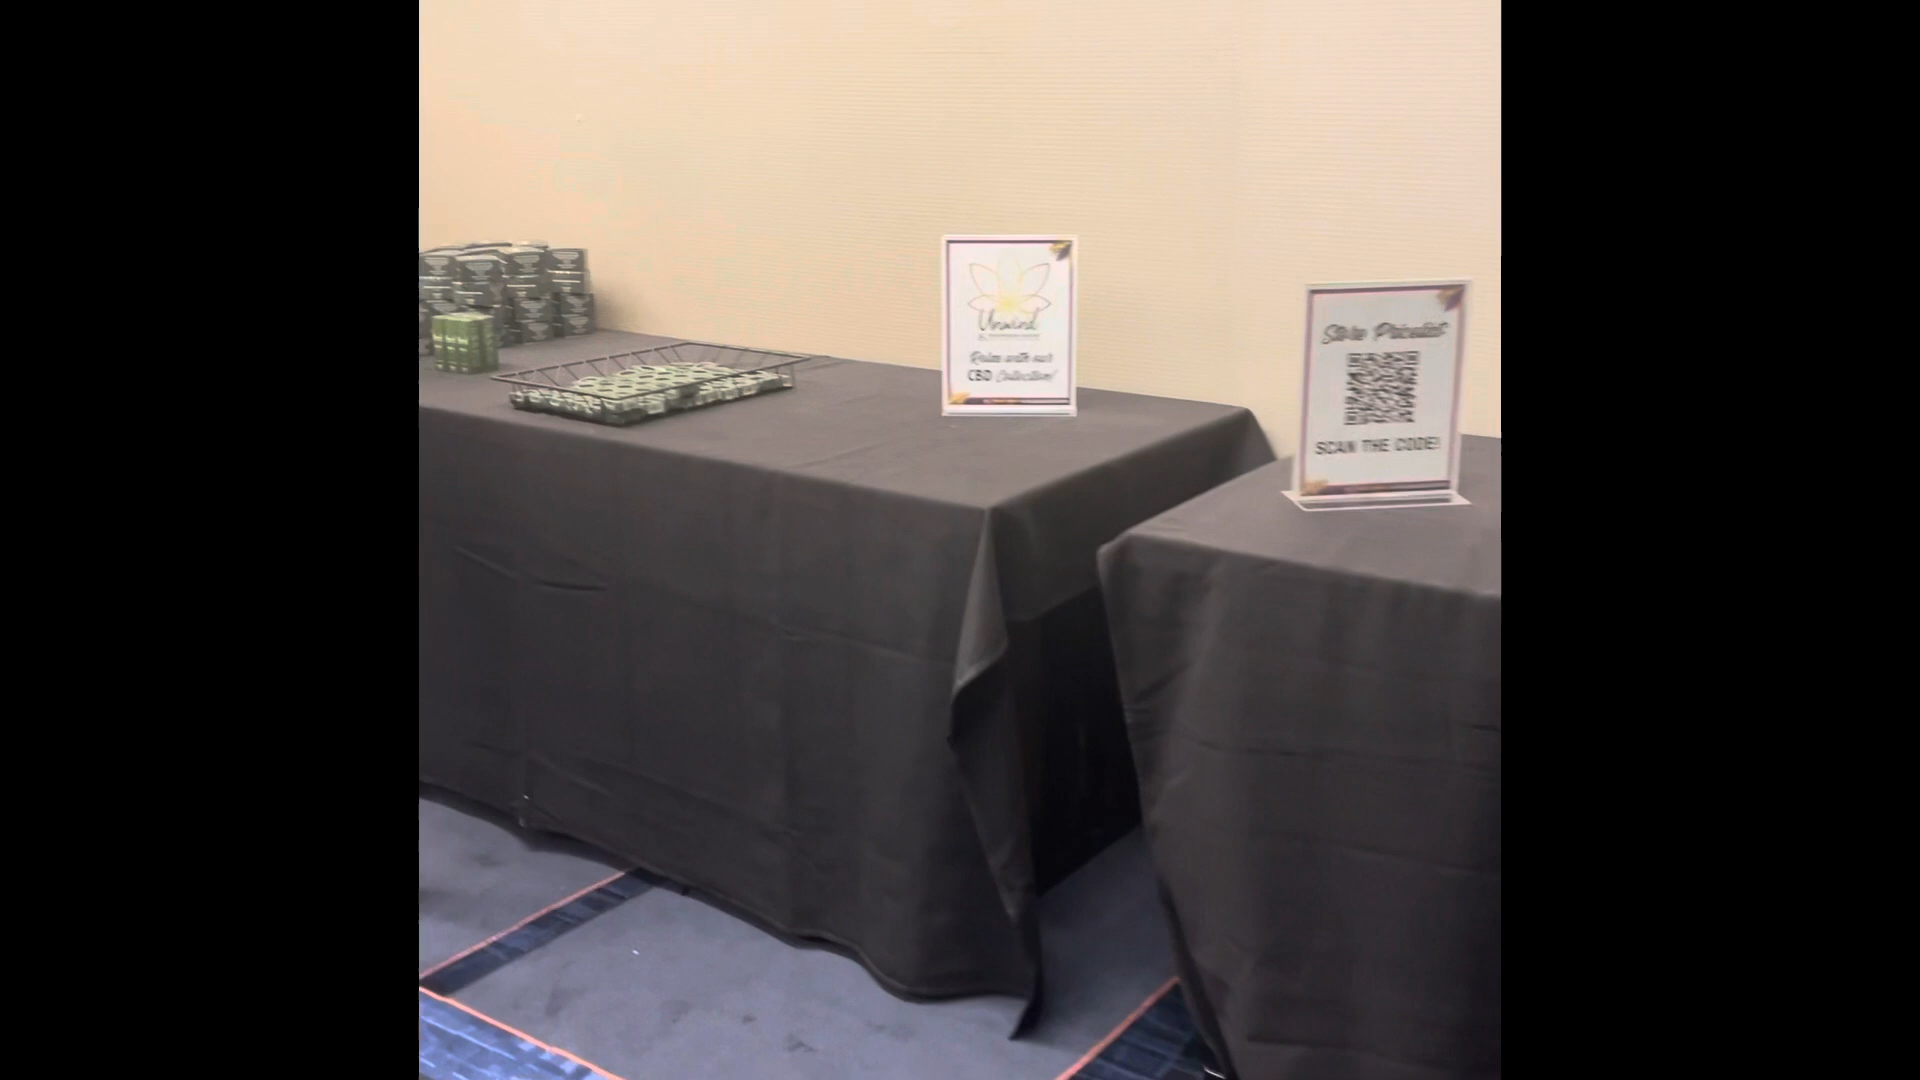 Unwind
Relax with our
CBD Collection!
Store Pricelist
SCAN THE CODE!